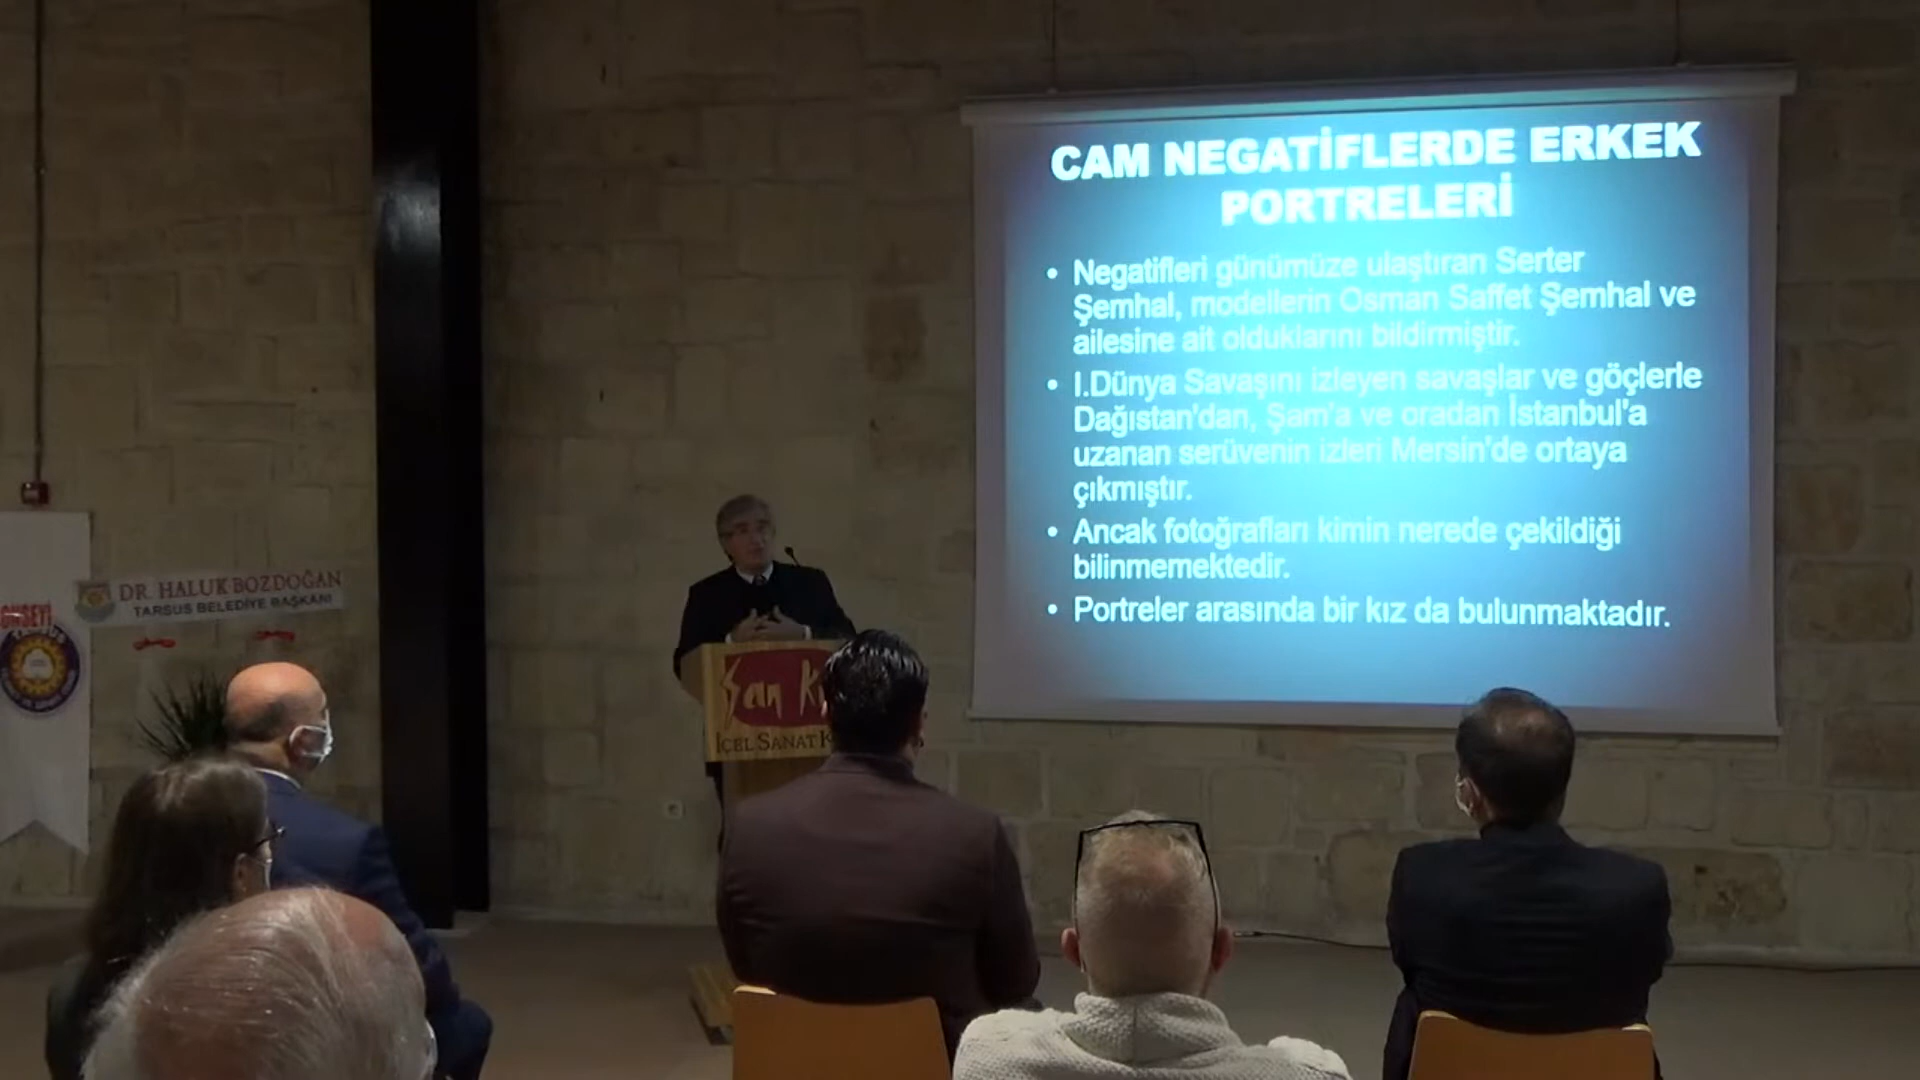 CAM NEGATİFLERDE ERKEK
PORTRELERİ
• Negatifleri günümüze ulaştıran Serter
Şemhal, modellerin Osman Saffet Şemhal ve
ailesine ait olduklarını bildirmiştir.
• I.Dünya Savaşını izleyen savaşlar ve göçlerle
Dağıstan'dan, Şam'a ve oradan İstanbul'a
uzanan serüvenin izleri Mersin'de ortaya
çıkmıştır.
• Ancak fotoğrafları kimin nerede çekildiği
bilinmemektedir.
• Portreler arasında bir kız da bulunmaktadır.
DR. HALUK BOZDOĞAN
TARSUS BELEDİYE BAŞKANI
İÇEL SANAT K